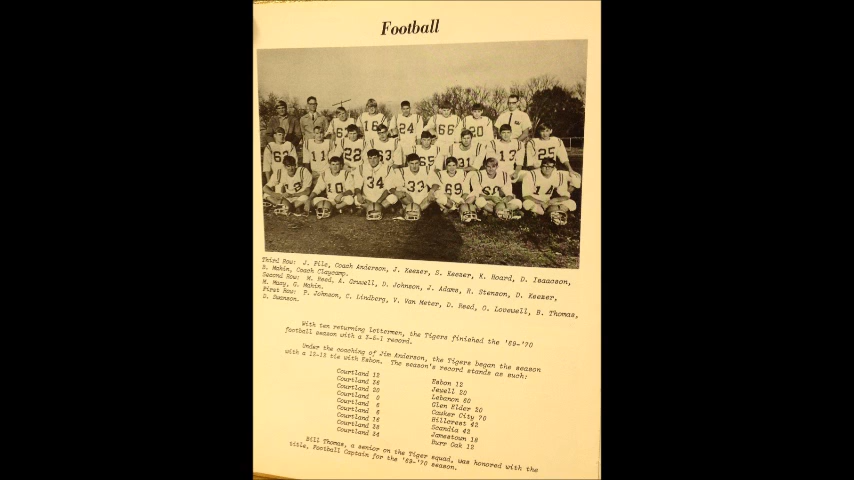 Football
Third Row: J. Pile, Coach Anderson, J. Keezer, S. Keezer, K. Hoard, D. Isaacson,
S. Makin, Coach Claycamp.
Second Row: M. Reed, A. Gruwell, D. Johnson, J. Adams, R. Stenson, D. Keezer,
M. Muzy, G. Makin.
First Row: P. Johnson, C. Lindberg, V. Van Meter, D. Reed, O. Lovewell, B. Thomas,
D. Swanson.
With ten returning lettermen, the Tigers finished the '69-'70
football season with a 3-5-1 record.
Under the coaching of Jim Anderson, the Tigers began the season
with a 12-12 tie with Esbon. The season's record stands as such:
Courtland 12 Esbon 12
Courtland 26 Jewell 20
Courtland 20 Lebanon 60
Courtland 0 Glen Elder 20
Courtland 6 Cawker City 70
Courtland 6 Hillcrest 42
Courtland 16 Scandia 42
Courtland 28 Jamestown 18
Courtland 24 Burr Oak 12
Bill Thomas, a senior on the Tiger squad, was honored with the
title, Football Captain for the '69-'70 season.